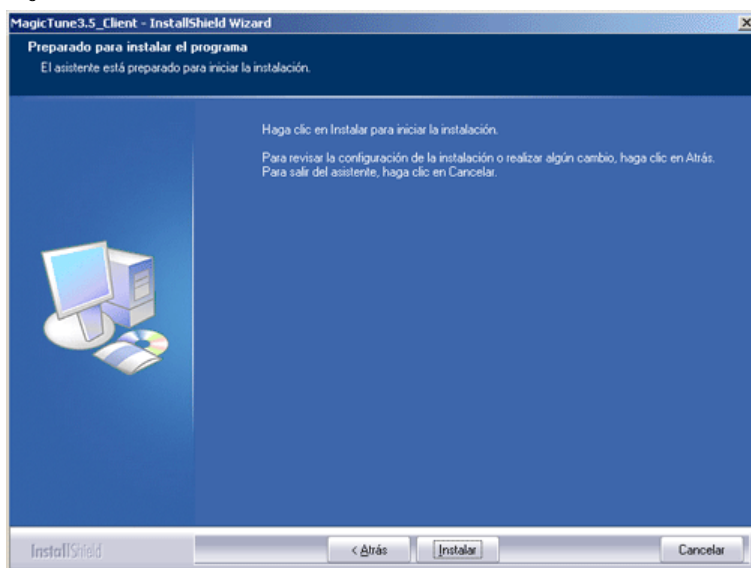 MagicTune3.5_Client - InstallShield Wizard
Preparado para instalar el programa
El asistente está preparado para iniciar la instalación.
Haga clic en Instalar para iniciar la instalación.
Para revisar la configuración de la instalación o realizar algún cambio, haga clic en Atrás.
Para salir del asistente, haga clic en Cancelar.
InstallShield
< Atrás
Instalar
Cancelar